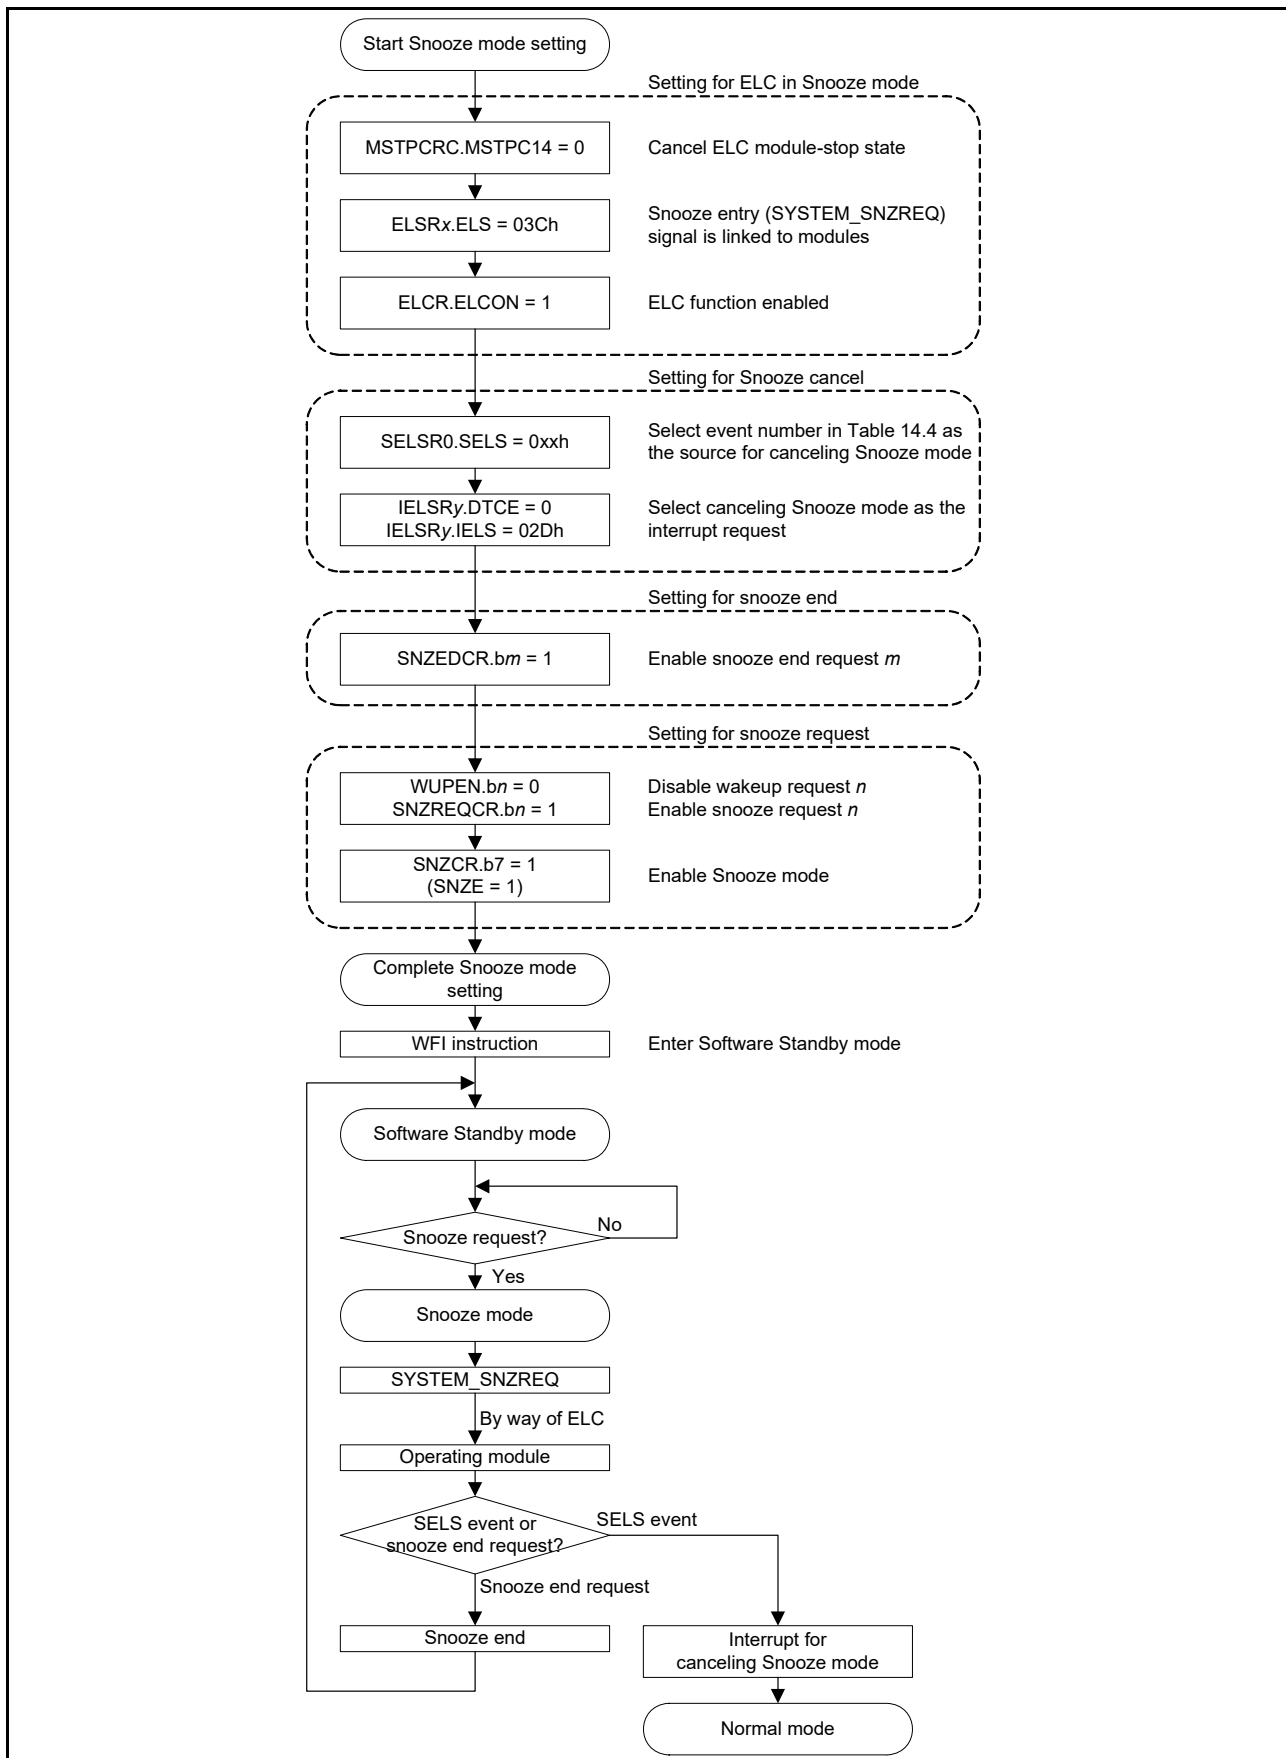 Start Snooze mode setting
Setting for ELC in Snooze mode
MSTPCRC.MSTPC14 = 0
Cancel ELC module-stop state
ELSRx.ELS = 03Ch
Snooze entry (SYSTEM_SNZREQ)
signal is linked to modules
ELCR.ELCON = 1
ELC function enabled
Setting for Snooze cancel
SELSR0.SELS = 0xxh
Select event number in Table 14.4 as
the source for canceling Snooze mode
IELSRy.DTCE = 0
IELSRy.IELS = 02Dh
Select canceling Snooze mode as the
interrupt request
Setting for snooze end
SNZEDCR.bm = 1
Enable snooze end request m
Setting for snooze request
WUPEN.bn = 0
SNZREQCR.bn = 1
Disable wakeup request n
Enable snooze request n
SNZCR.b7 = 1
(SNZE = 1)
Enable Snooze mode
Complete Snooze mode
setting
WFI instruction
Enter Software Standby mode
Software Standby mode
Snooze request?
No
Yes
Snooze mode
SYSTEM_SNZREQ
By way of ELC
Operating module
SELS event or
snooze end request?
SELS event
Snooze end request
Snooze end
Interrupt for
canceling Snooze mode
Normal mode